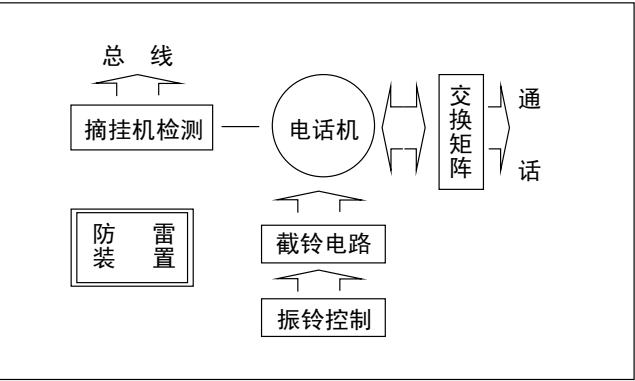 总 线
摘挂机检测
电话机
交换矩阵
通
话
防 雷
装 置
截铃电路
振铃控制